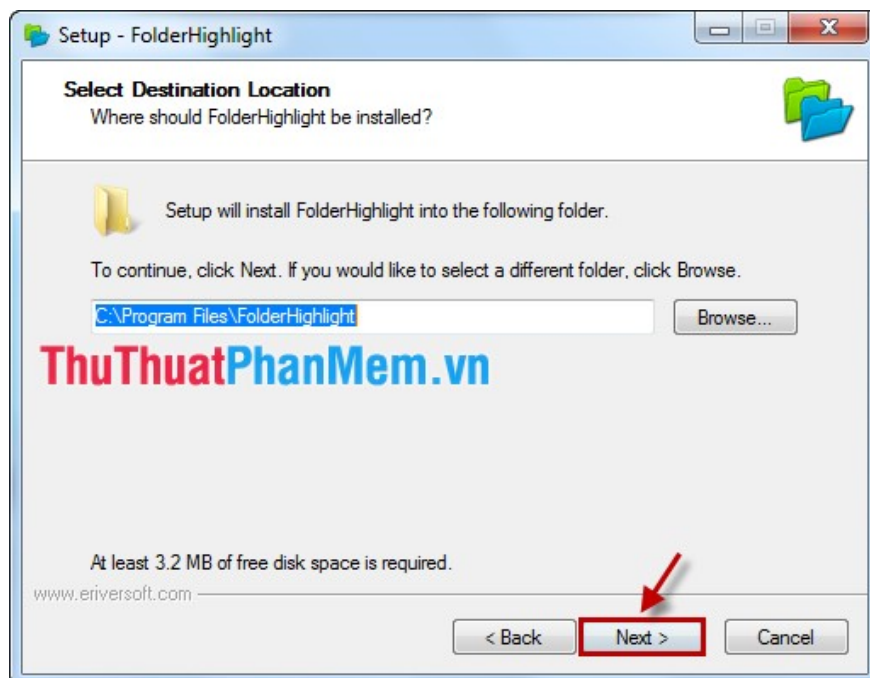 Setup - FolderHighlight
Select Destination Location
Where should FolderHighlight be installed?
Setup will install FolderHighlight into the following folder.
To continue, click Next. If you would like to select a different folder, click Browse.
C:\Program Files\FolderHighlight
Browse...
ThuThuatPhanMem.vn
At least 3.2 MB of free disk space is required.
www.eriversoft.com
< Back Next > Cancel